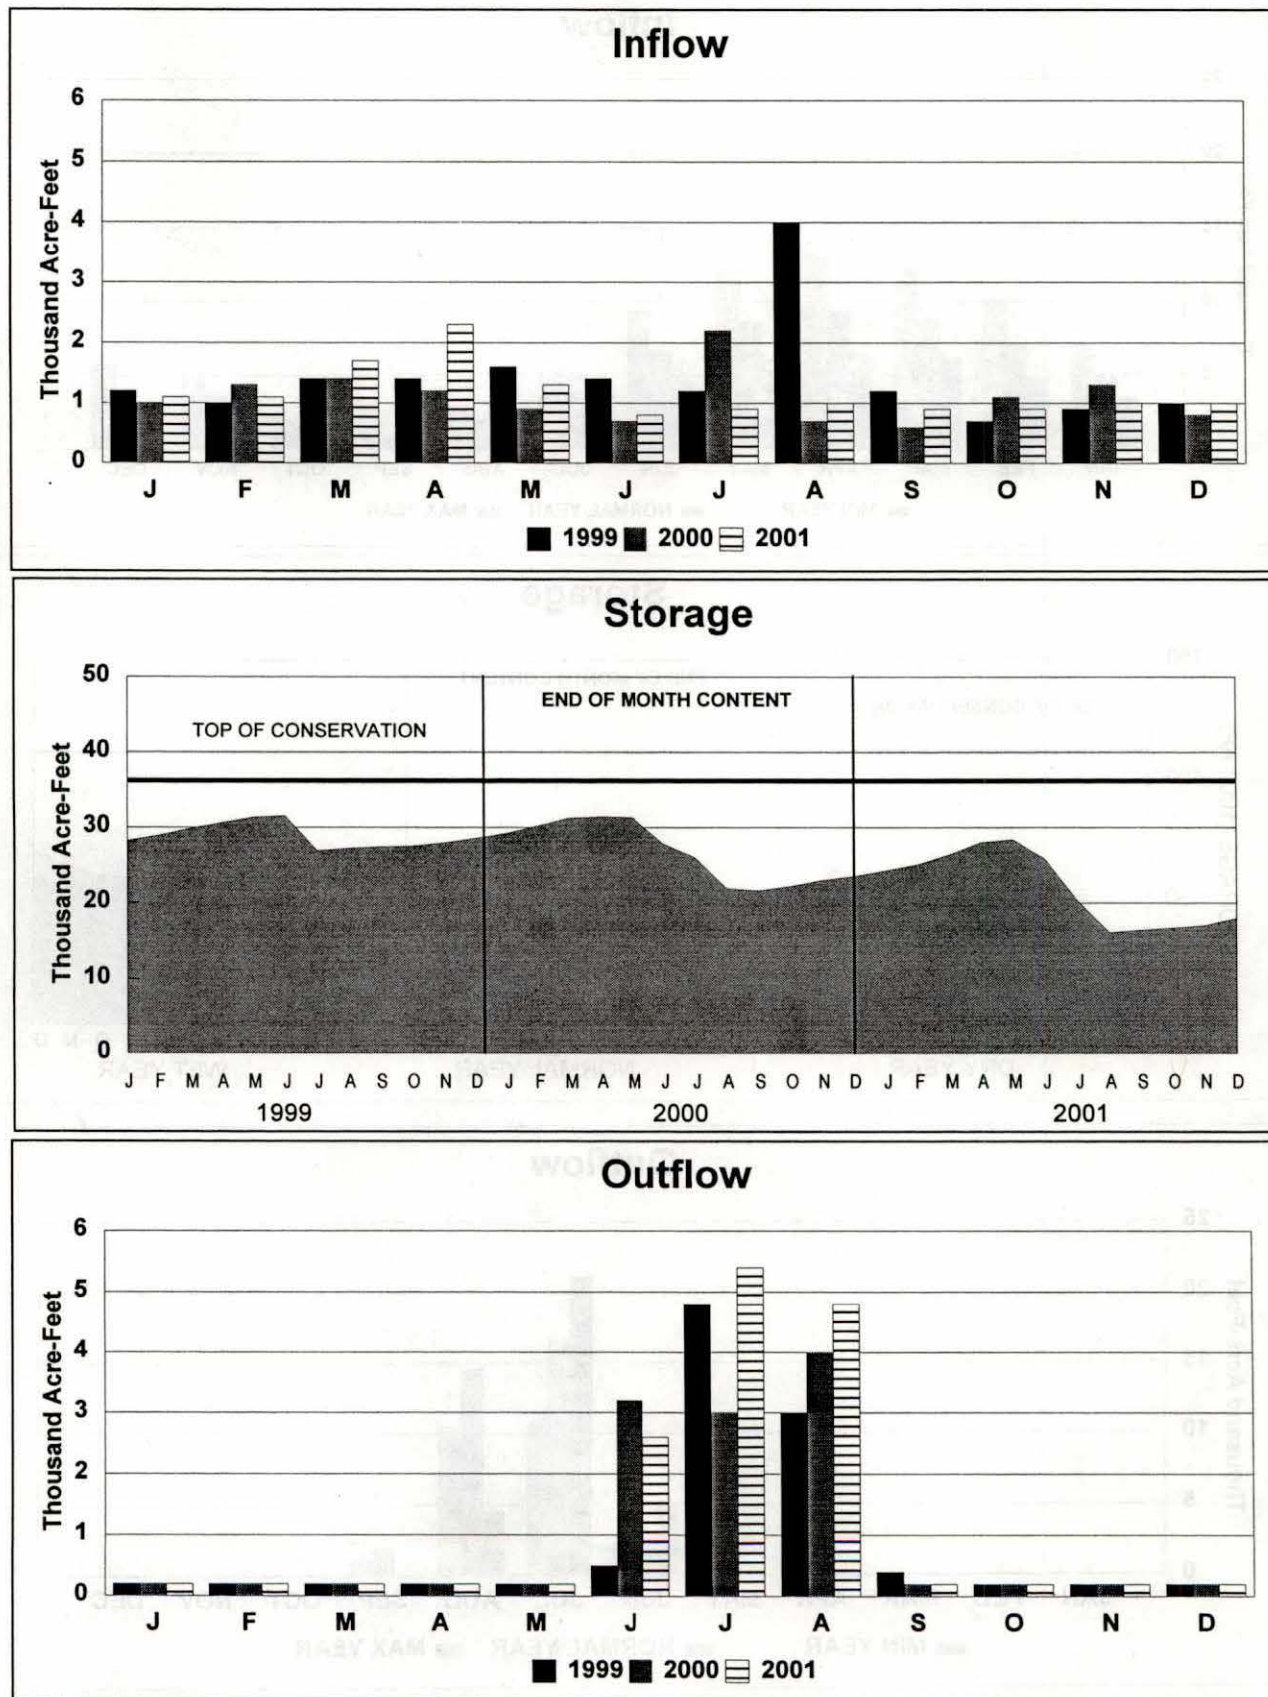 Inflow
Thousand Acre-Feet
6
5
4
3
2
1
0
J F M A M J J A S O N D
1999 2000 2001
Storage
Thousand Acre-Feet
50
40
30
20
10
0
END OF MONTH CONTENT
TOP OF CONSERVATION
J F M A M J J A S O N D J F M A M J J A S O N D J F M A M J J A S O N D
1999 2000 2001
Outflow
Thousand Acre-Feet
6
5
4
3
2
1
0
J F M A M J J A S O N D
1999 2000 2001